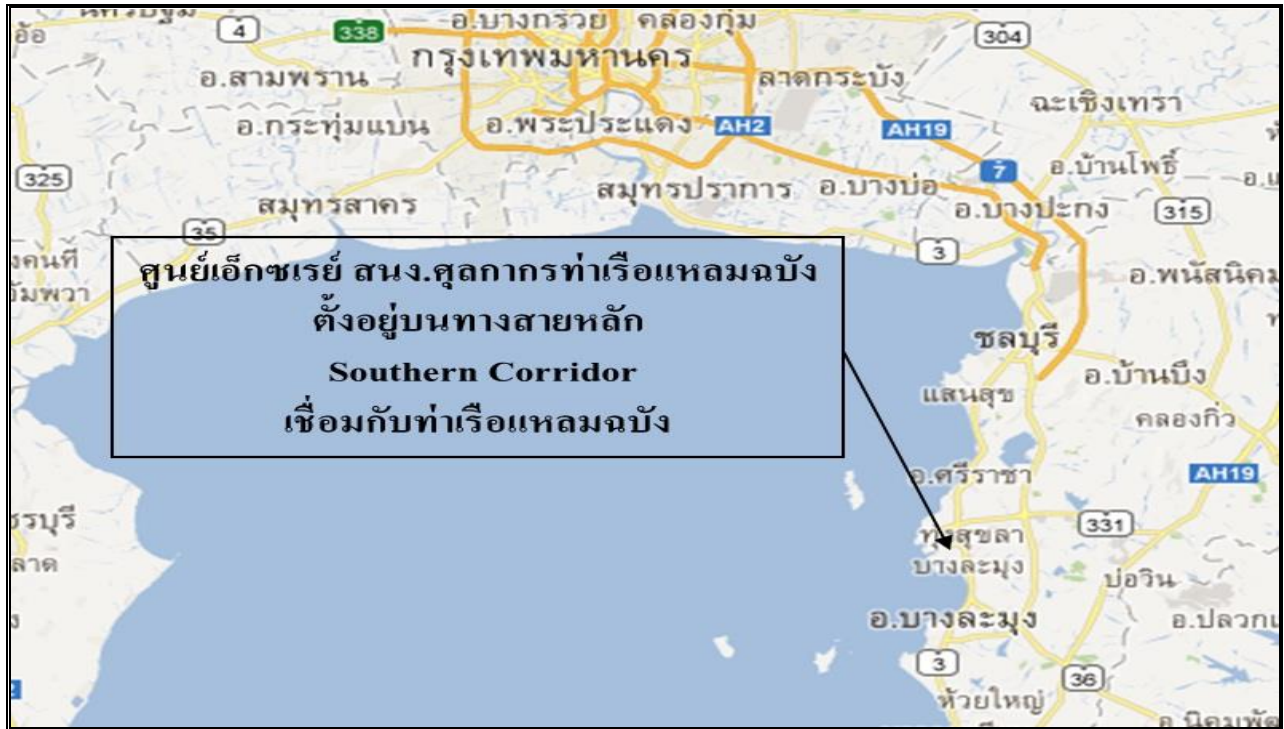 4
338
อ.บางกรวย
คลองกุ่ม
304
กรุงเทพมหานคร
อ.สามพราน
ลาดกระบัง
ฉะเชิงเทรา
อ.กระทุ่มแบน
อ.พระประแดง
AH2
AH19
325
7
อ.บ้านโพธิ์
สมุทรสาคร
สมุทรปราการ
อ.บางบ่อ
อ.บางปะกง
315
35
3
ศูนย์เอ็กซเรย์ สนง.ศุลกากรท่าเรือแหลมฉบัง
ตั้งอยู่บนทางสายหลัก
Southern Corridor
เชื่อมกับท่าเรือแหลมฉบัง
อ.พนัสนิคม
ชลบุรี
อ.บ้านบึง
แสนสุข
คลองกิ่ว
อ.ศรีราชา
AH19
331
ทุ่งสุขลา
บางละมุง
บ่อวิน
อ.บางละมุง
3
36
ห้วยใหญ่